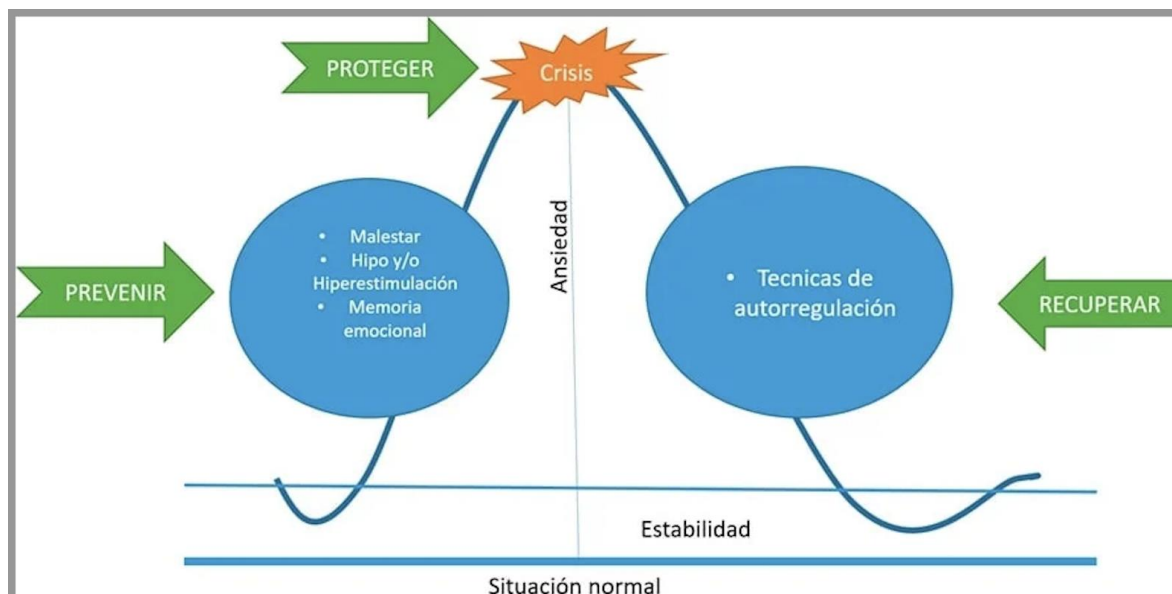 PROTEGER
Crisis
PREVENIR
• Malestar
• Hipo y/o
Hiperestimulación
• Memoria
emocional
Ansiedad
• Tecnicas de
autorregulación
RECUPERAR
Estabilidad
Situación normal